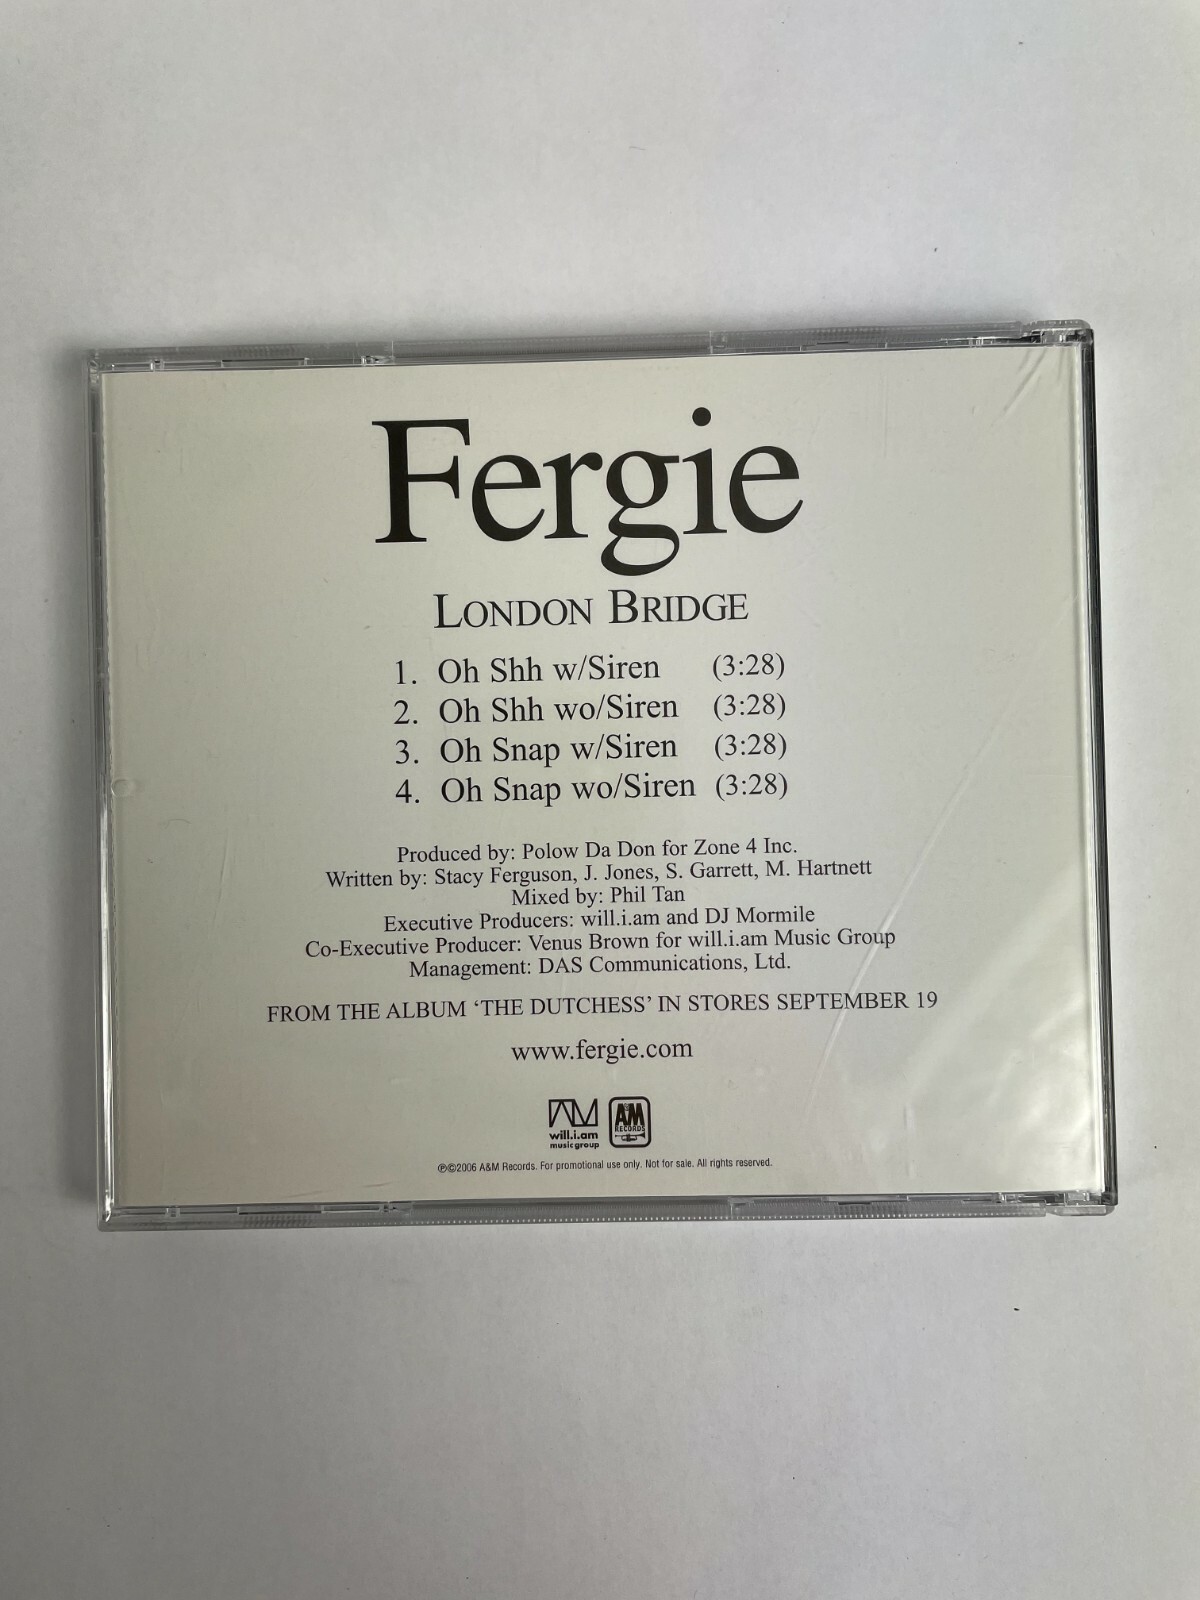 Fergie
LONDON BRIDGE
1. Oh Shh w/Siren (3:28)
2. Oh Shh wo/Siren (3:28)
3. Oh Snap w/Siren (3:28)
4. Oh Snap wo/Siren (3:28)
Produced by: Polow Da Don for Zone 4 Inc.
Written by: Stacy Ferguson, J. Jones, S. Garrett, M. Hartnett
Mixed by: Phil Tan
Executive Producers: will.i.am and DJ Mormile
Co-Executive Producer: Venus Brown for will.i.am Music Group
Management: DAS Communications, Ltd.
FROM THE ALBUM ‘THE DUTCHESS’ IN STORES SEPTEMBER 19
www.fergie.com
will.i.am
music group
AM
RECORDS
℗©2006 A&M Records. For promotional use only. Not for sale. All rights reserved.